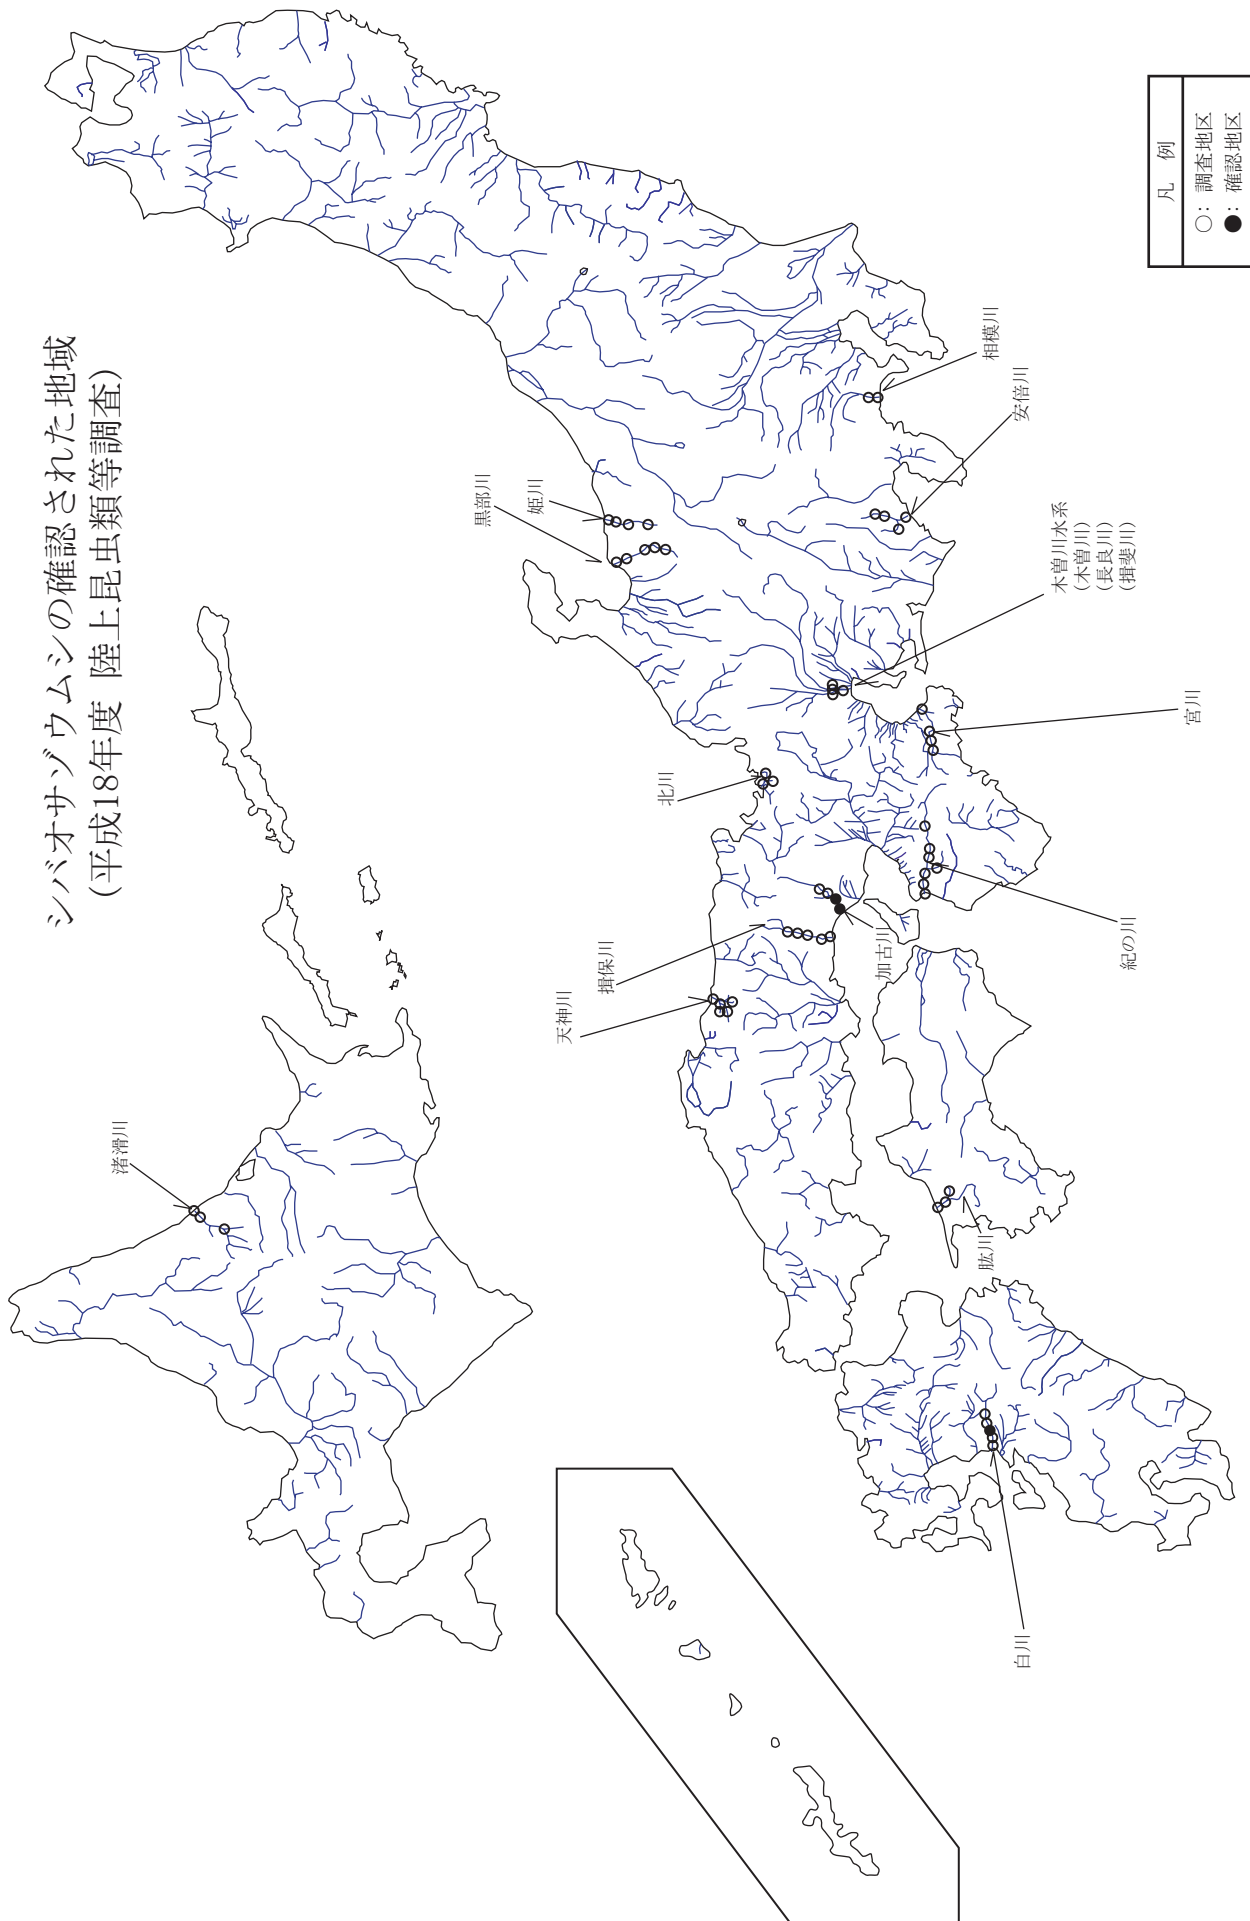 シバオサゾウムシの確認された地域
(平成18年度 陸上昆虫類等調査)
渚滑川
黒部川
姫川
相模川
安倍川
木曽川水系
(木曽川)
(長良川)
(揖斐川)
宮川
北川
紀の川
加古川
揖保川
天神川
肱川
白川
凡 例
○: 調査地区
●: 確認地区